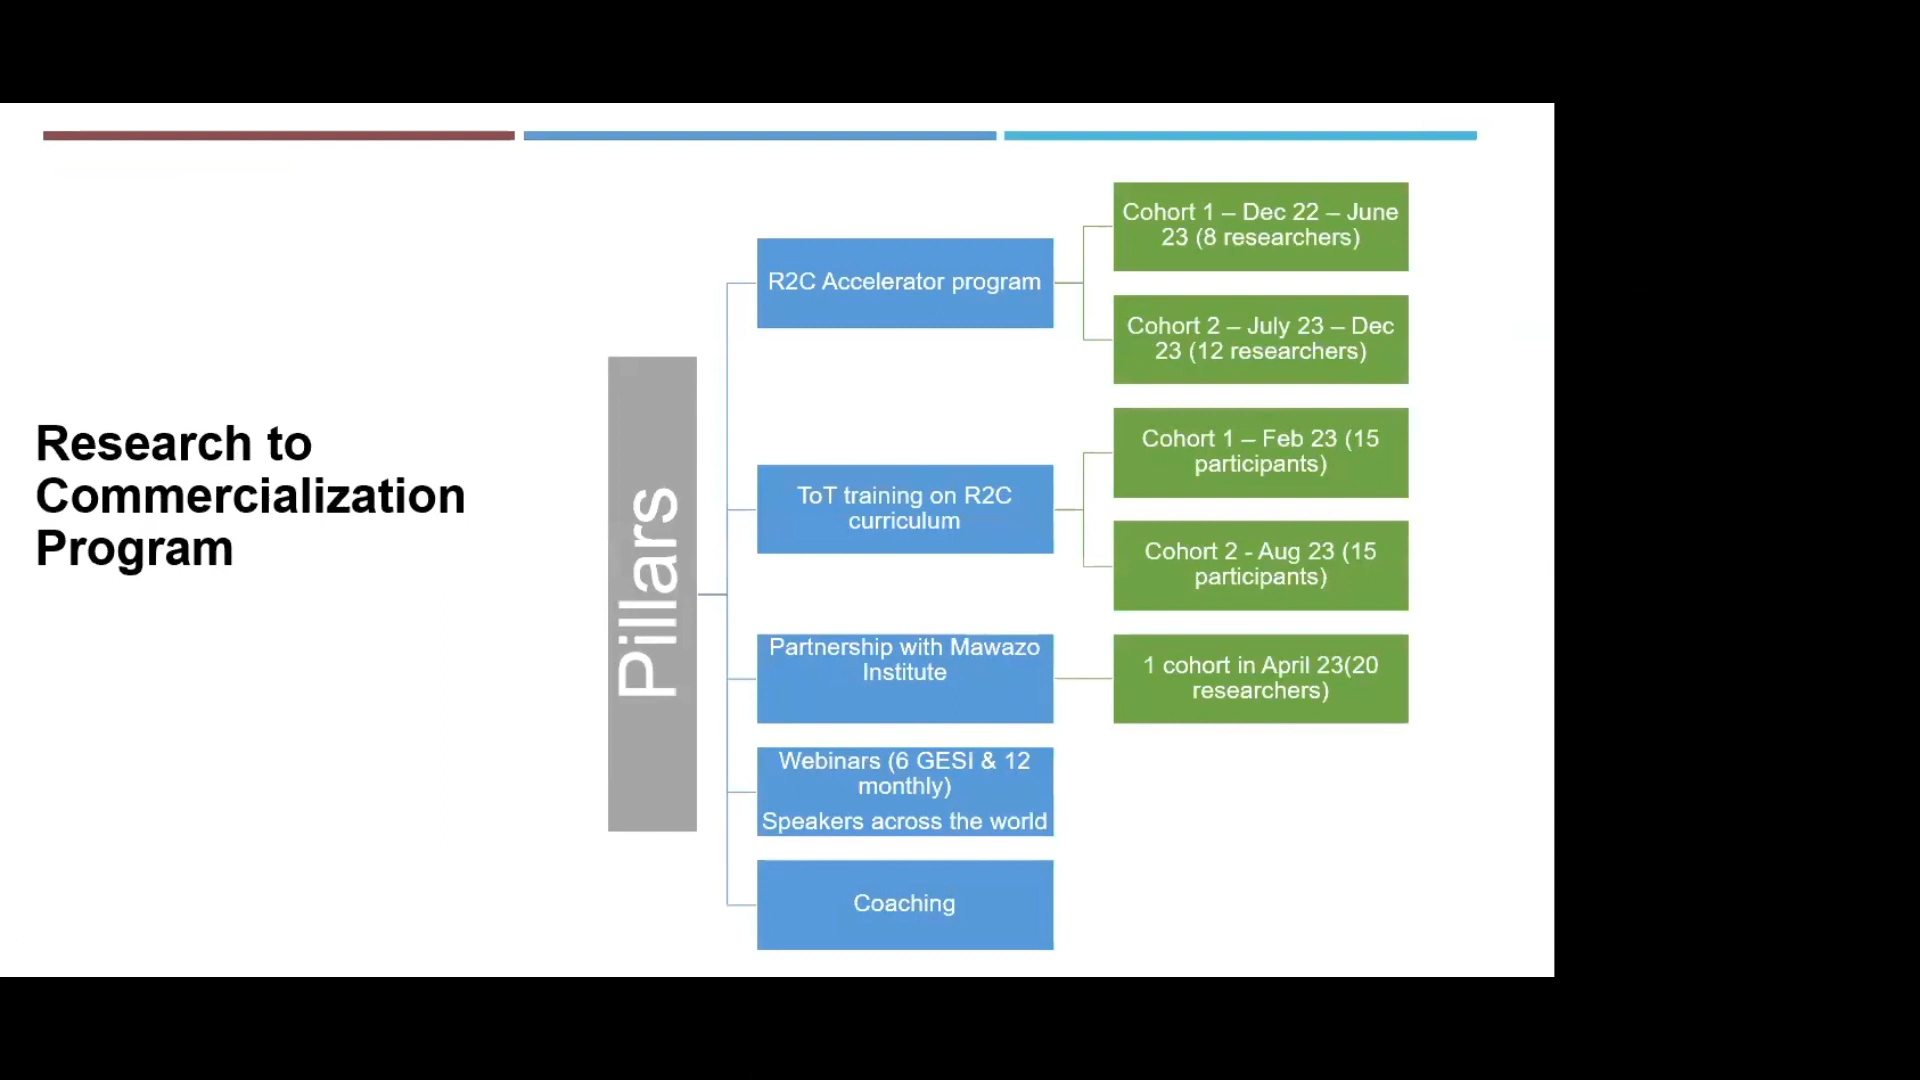 Research to
Commercialization
Program
Pillars
R2C Accelerator program
Cohort 1 – Dec 22 – June
23 (8 researchers)
Cohort 2 – July 23 – Dec
23 (12 researchers)
ToT training on R2C
curriculum
Cohort 1 – Feb 23 (15
participants)
Cohort 2 - Aug 23 (15
participants)
Partnership with Mawazo
Institute
1 cohort in April 23(20
researchers)
Webinars (6 GESI & 12
monthly)
Speakers across the world
Coaching